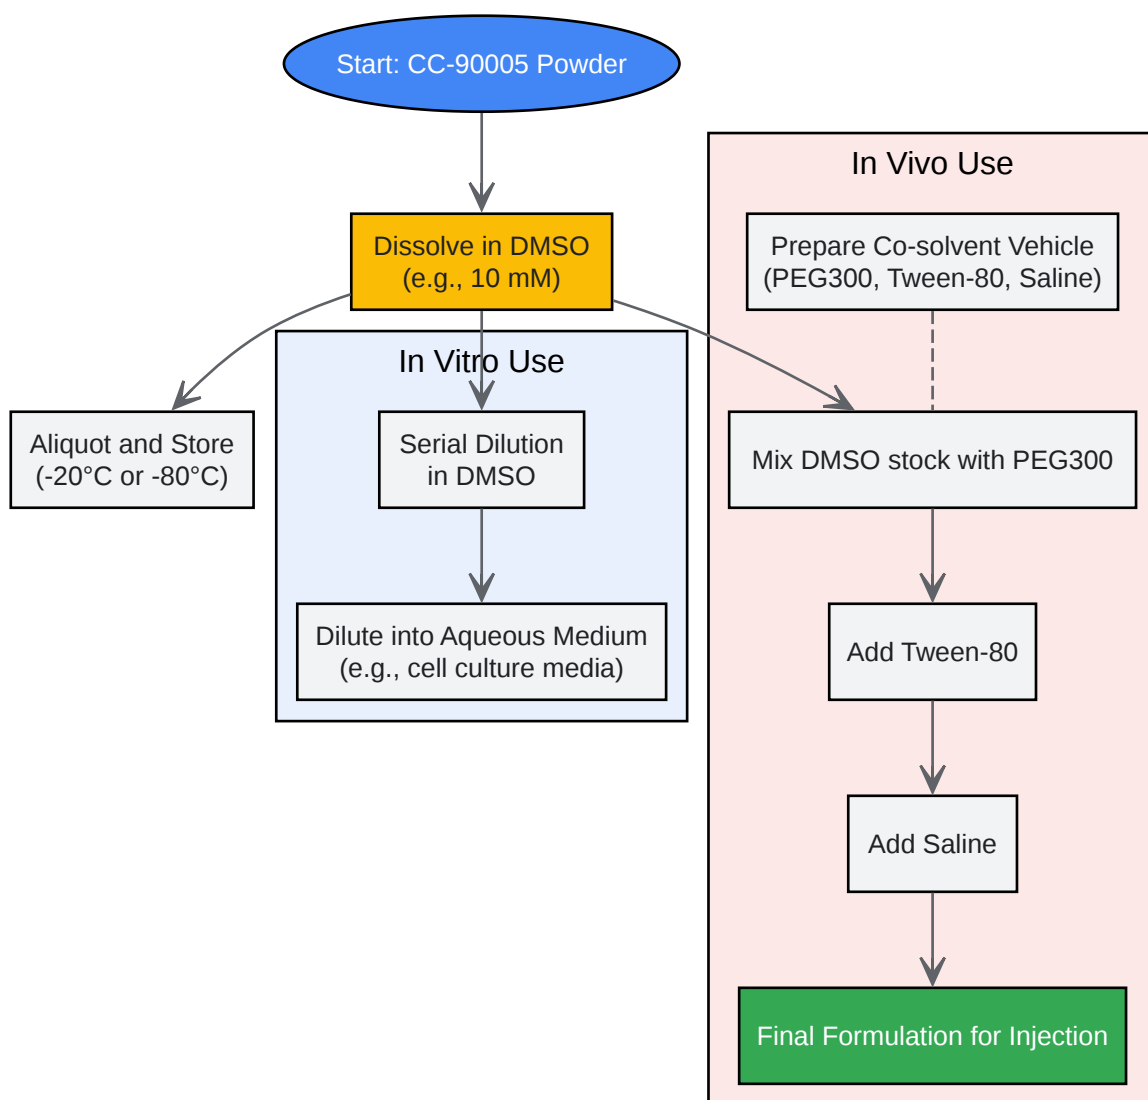 Start: CC-90005 Powder
In Vivo Use
Dissolve in DMSO
(e.g., 10 mM)
Prepare Co-solvent Vehicle
(PEG300, Tween-80, Saline)
In Vitro Use
Aliquot and Store
(-20°C or -80°C)
Serial Dilution
in DMSO
Mix DMSO stock with PEG300
Dilute into Aqueous Medium
(e.g., cell culture media)
Add Tween-80
Add Saline
Final Formulation for Injection